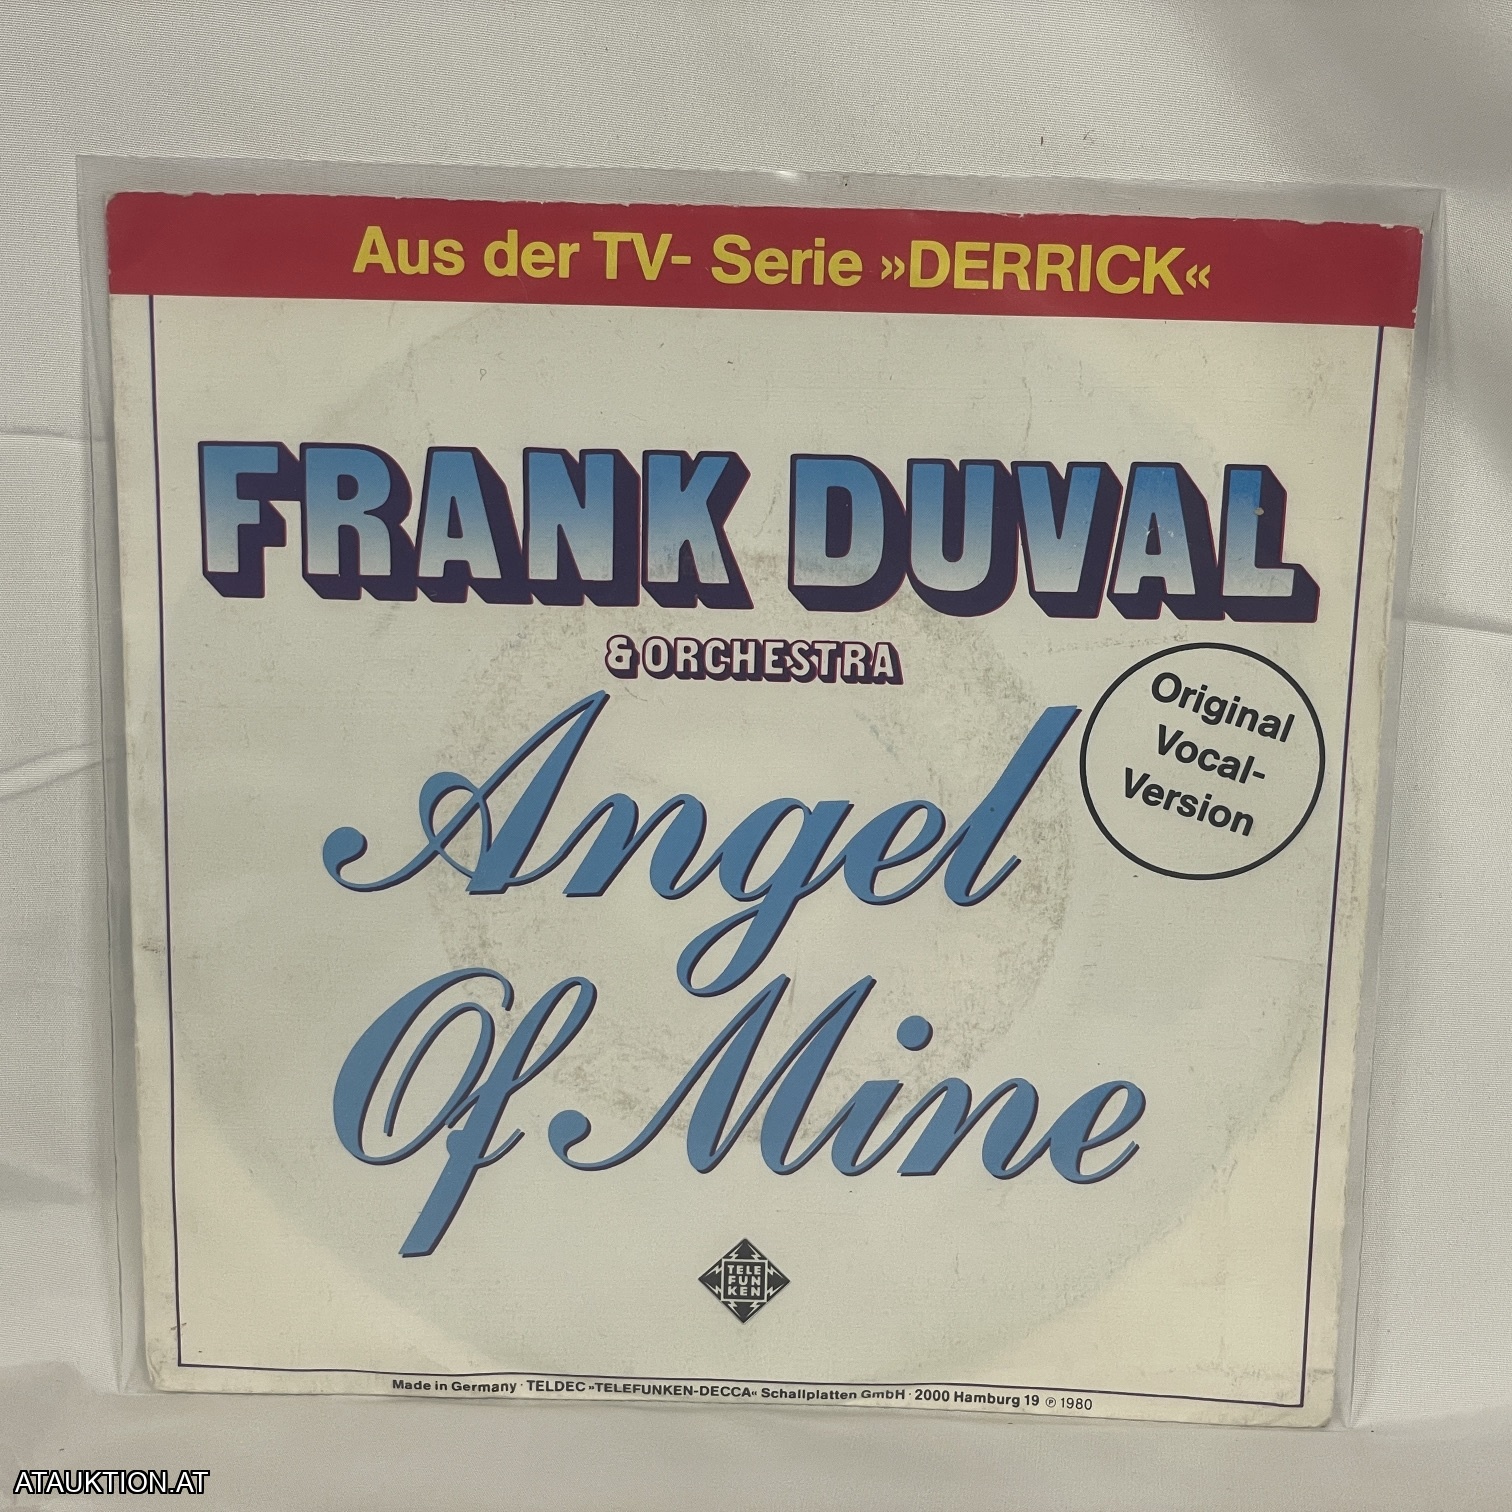 Aus der TV- Serie »DERRICK«
FRANK DUVAL
& ORCHESTRA
Angel
Of Mine
Original
Vocal-
Version
TELE
FUN
KEN
Made in Germany · TELDEC »TELEFUNKEN-DECCA« Schallplatten GmbH · 2000 Hamburg 19 ℗ 1980
ATAUKTION.AT